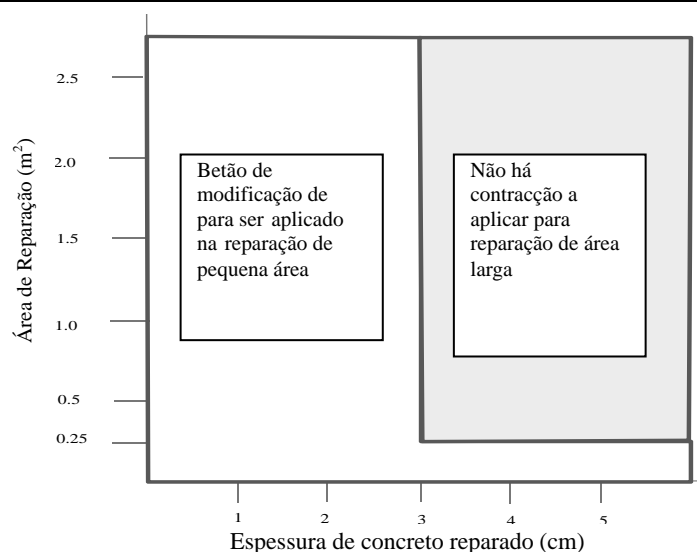 2.5
2.0
1.5
1.0
0.5
0.25
Área de Reparação (m²)
Betão de
modificação de
para ser aplicado
na reparação de
pequena área
Não há
contracção a
aplicar para
reparação de área
larga
1
2
3
4
5
Espessura de concreto reparado (cm)